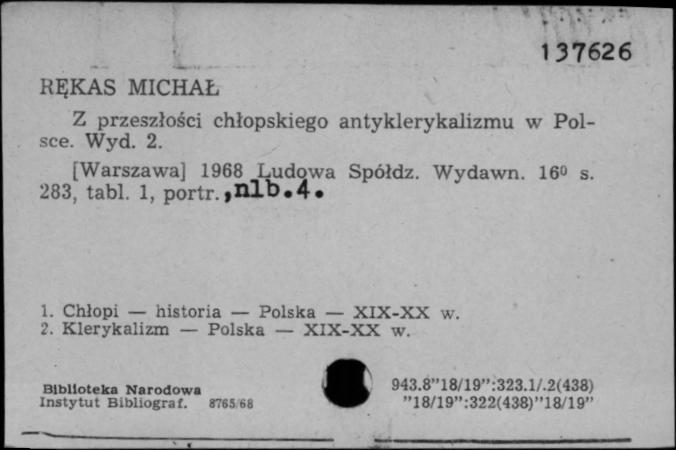 137626
RĘKAS MICHAŁ
Z przeszłości chłopskiego antyklerykalizmu w Pol-
sce. Wyd. 2.
[Warszawa] 1968 Ludowa Spółdz. Wydawn. 16⁰ s.
283, tabl. 1, portr.,nlb.4.
1. Chłopi — historia — Polska — XIX-XX w.
2. Klerykalizm — Polska — XIX-XX w.
Biblioteka Narodowa
Instytut Bibliograf. 8765/68
943.8”18/19”:323.1/.2(438)
”18/19”:322(438)”18/19”